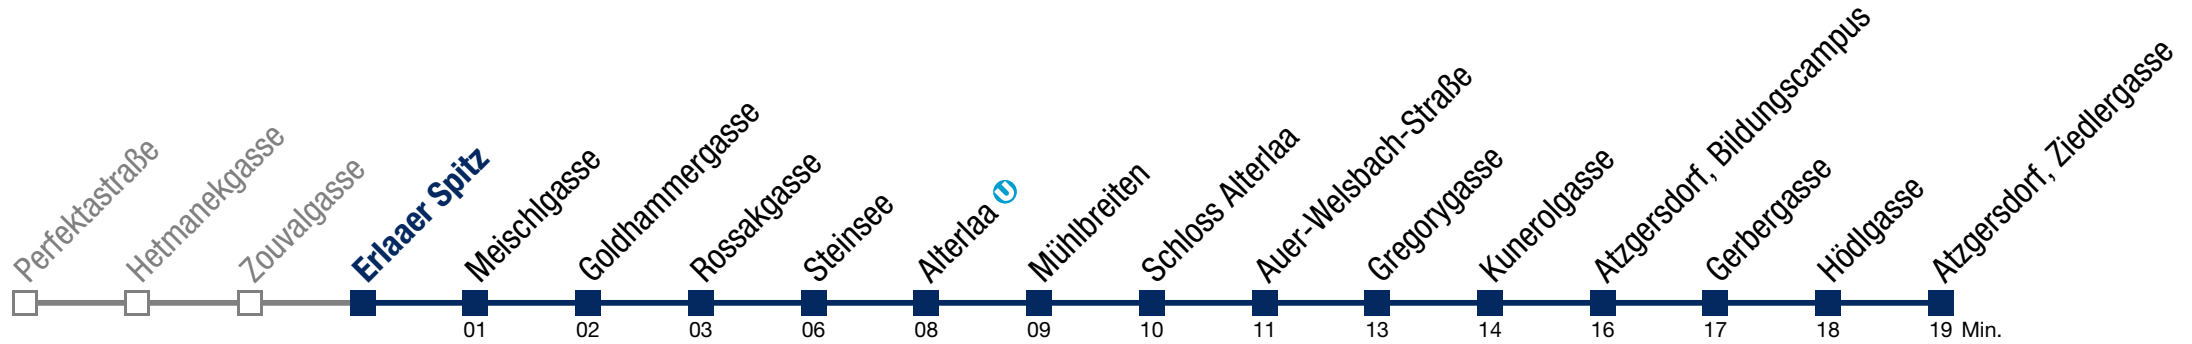 Perfektastraße
Hetmanekgasse
Zouvalgasse
Erlaaer Spitz
Meischlgasse
Goldhammergasse
Rossakgasse
Steinsee
Alterlaa U
Mühlbreiten
Schloss Alterlaa
Auer-Welsbach-Straße
Gregorygasse
Kunerolgasse
Atzgersdorf, Bildungscampus
Gerbergasse
Hödlgasse
Atzgersdorf, Ziedlergasse
01 02 03 06 08 09 10 11 13 14 16 17 18 19 Min.